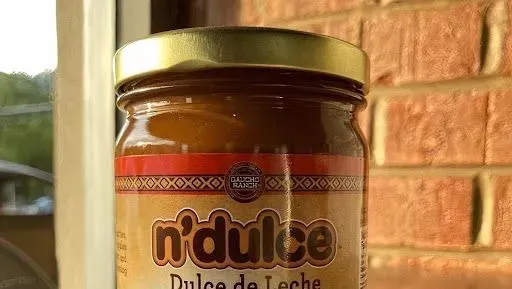 GAUCHO
RANCH
n'dulce
Dulce de Leche